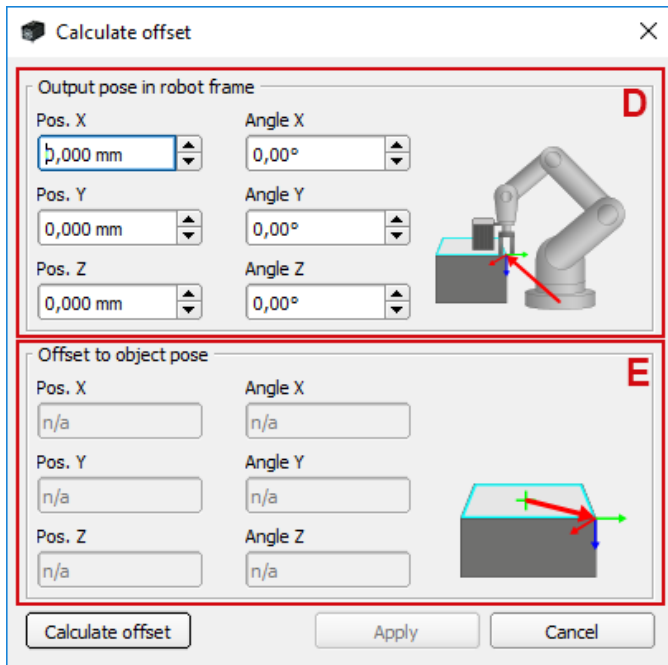 Calculate offset
Output pose in robot frame
D
Pos. X Angle X
0,000 mm 0,00°
Pos. Y Angle Y
0,000 mm 0,00°
Pos. Z Angle Z
0,000 mm 0,00°
Offset to object pose
E
Pos. X Angle X
n/a n/a
Pos. Y Angle Y
n/a n/a
Pos. Z Angle Z
n/a n/a
Calculate offset Apply Cancel